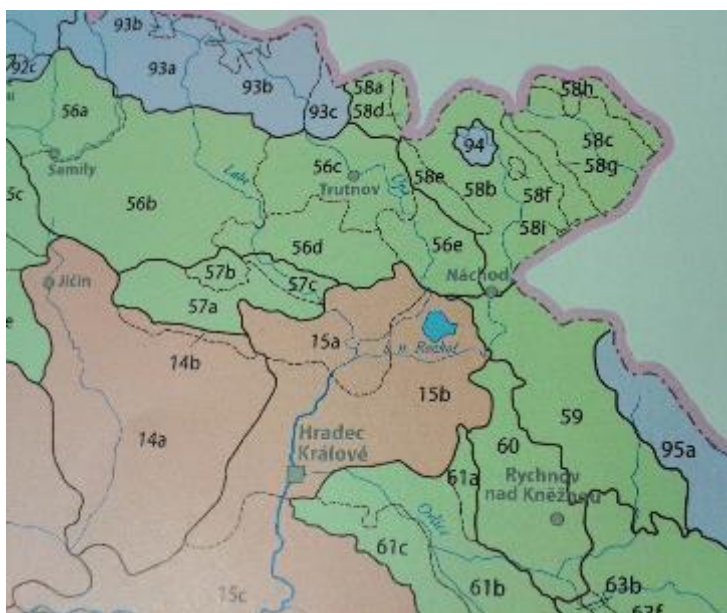 93b
92c
93a
93b
93c
58a
58d
58h
56a
58c
94
58g
Semily
56c
58e
58b
58f
5c
Labe
Trutnov
56b
58i
56d
56e
57b
57c
Náchod
Jičín
57a
e
15a
14b
v. n. Rozkoš
15b
59
14a
60
Hradec
Králové
95a
61a
Rychnov
nad Kněžnou
Orlice
61c
61b
63b
15c
63f